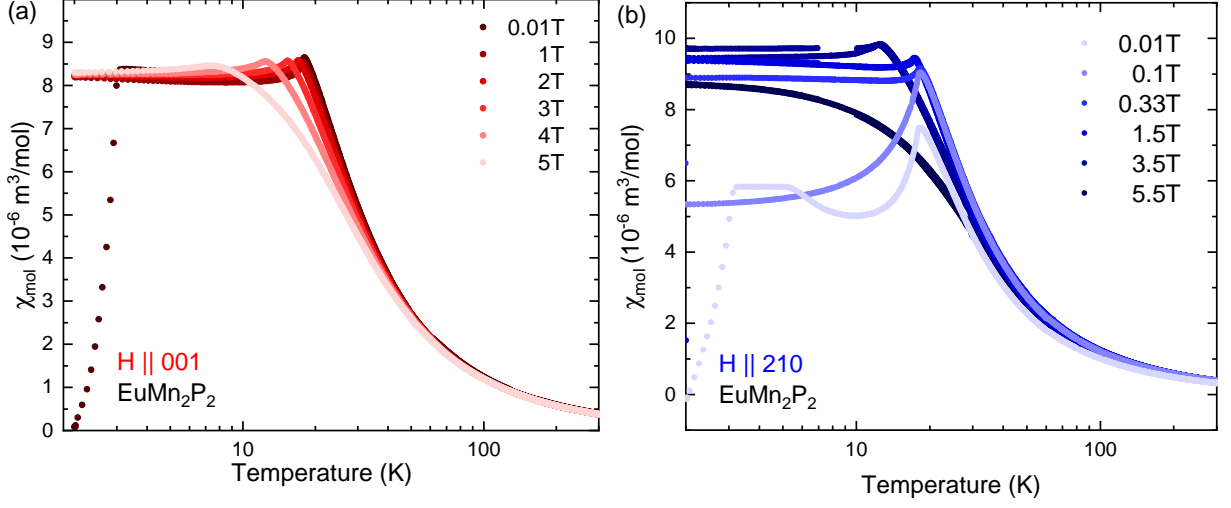 (a)
9
8
7
6
5
4
3
2
1
0
χmol (10-6 m3/mol)
10
100
Temperature (K)
0.01T
1T
2T
3T
4T
5T
H || 001
EuMn2P2
(b)
10
8
6
4
2
0
χmol (10-6 m3/mol)
10
100
Temperature (K)
0.01T
0.1T
0.33T
1.5T
3.5T
5.5T
H || 210
EuMn2P2